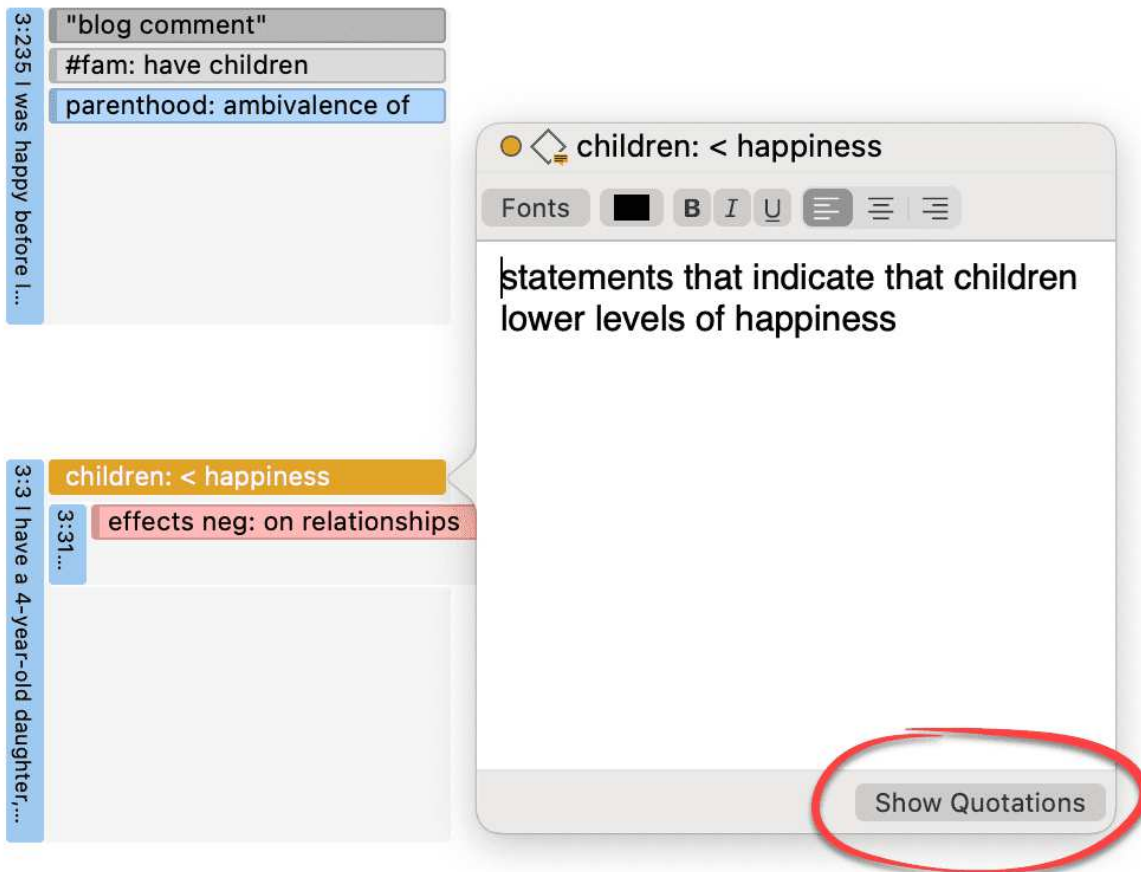 3:235 I was happy before I...
"blog comment"
#fam: have children
parenthood: ambivalence of
children: < happiness
Fonts B I U
statements that indicate that children
lower levels of happiness
Show Quotations
3:3 I have a 4-year-old daughter,...
children: < happiness
3:31...
effects neg: on relationships